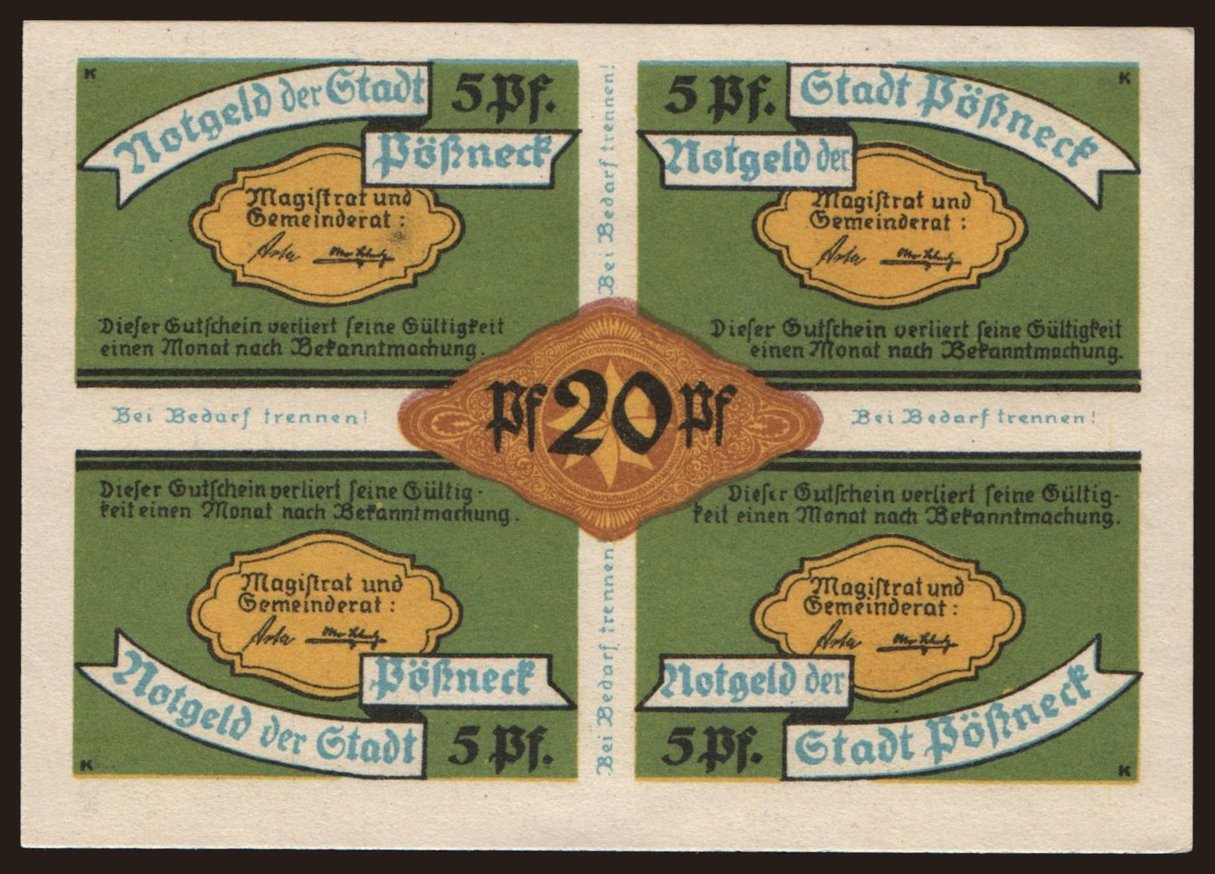 K
Notgeld der Stadt
Pößneck
5 Pf.
Magistrat und
Gemeinderat :
Dieser Gutschein verliert seine Gültigkeit
einen Monat nach Bekanntmachung.
Bei Bedarf trennen!
K
5 Pf.
Notgeld der
Stadt Pößneck
Magistrat und
Gemeinderat :
Dieser Gutschein verliert seine Gültigkeit
einen Monat nach Bekanntmachung.
Bei Bedarf trennen!
Pf 20 Pf
Bei Bedarf trennen!
Dieser Gutschein verliert seine Gültig-
keit einen Monat nach Bekanntmachung.
Magistrat und
Gemeinderat :
Notgeld der Stadt
Pößneck
5 Pf.
K
Bei Bedarf trennen
Dieser Gutschein verliert seine Gültig-
keit einen Monat nach Bekanntmachung.
Magistrat und
Gemeinderat :
Notgeld der
Stadt Pößneck
5 Pf.
K